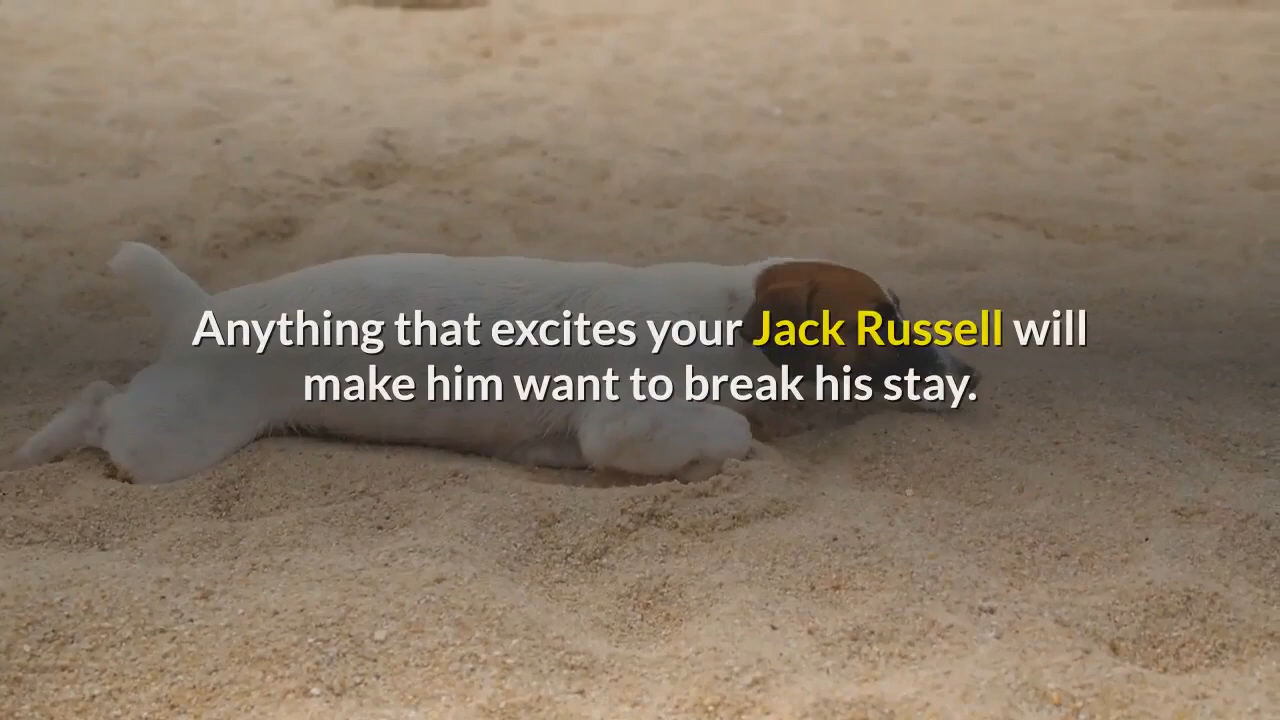 Anything that excites your Jack Russell will
make him want to break his stay.